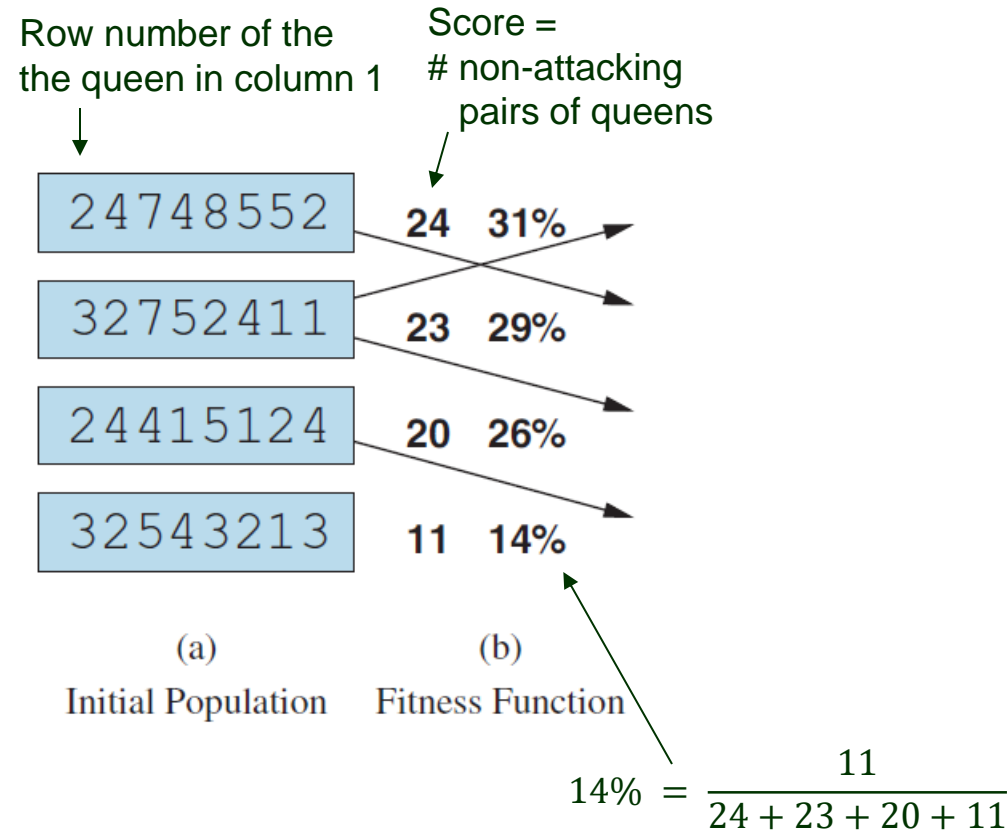 Row number of the
the queen in column 1
Score =
# non-attacking
pairs of queens
24748552 24 31%
32752411 23 29%
24415124 20 26%
32543213 11 14%
(a) (b)
Initial Population Fitness Function
14% = 11 / 24 + 23 + 20 + 11